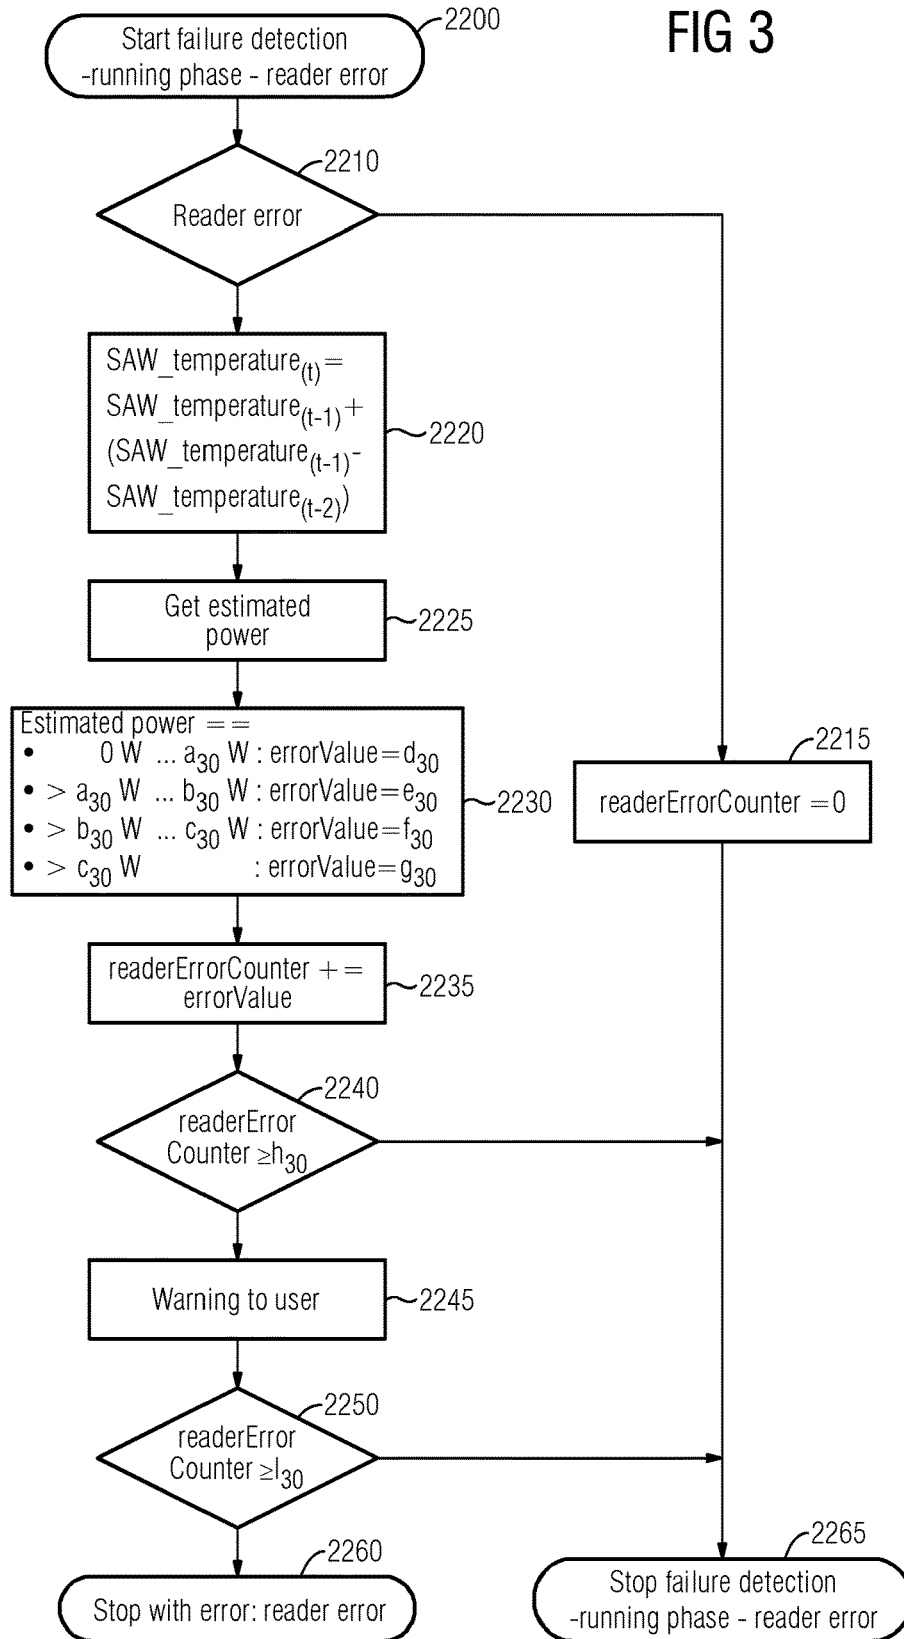 FIG 3
2200
Start failure detection
-running phase - reader error
2210
Reader error
SAW_temperature(t)=
SAW_temperature(t-1)+
(SAW_temperature(t-1)-
SAW_temperature(t-2))
2220
Get estimated
power
2225
Estimated power ==
• 0 W ... a30 W : errorValue=d30
• > a30 W ... b30 W : errorValue=e30
• > b30 W ... c30 W : errorValue=f30
• > c30 W : errorValue=g30
2230
2215
readerErrorCounter =0
readerErrorCounter +=
errorValue
2235
2240
readerError
Counter ≥h30
Warning to user
2245
2250
readerError
Counter ≥l30
2260
Stop with error: reader error
2265
Stop failure detection
-running phase - reader error